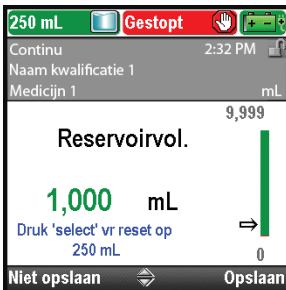 250 mL Gestopt
Continu 2:32 PM
Naam kwalificatie 1
Medicijn 1 mL
9,999
Reservoirvol.
1,000 mL
Druk 'select' vr reset op
250 mL
0
Niet opslaan Opslaan